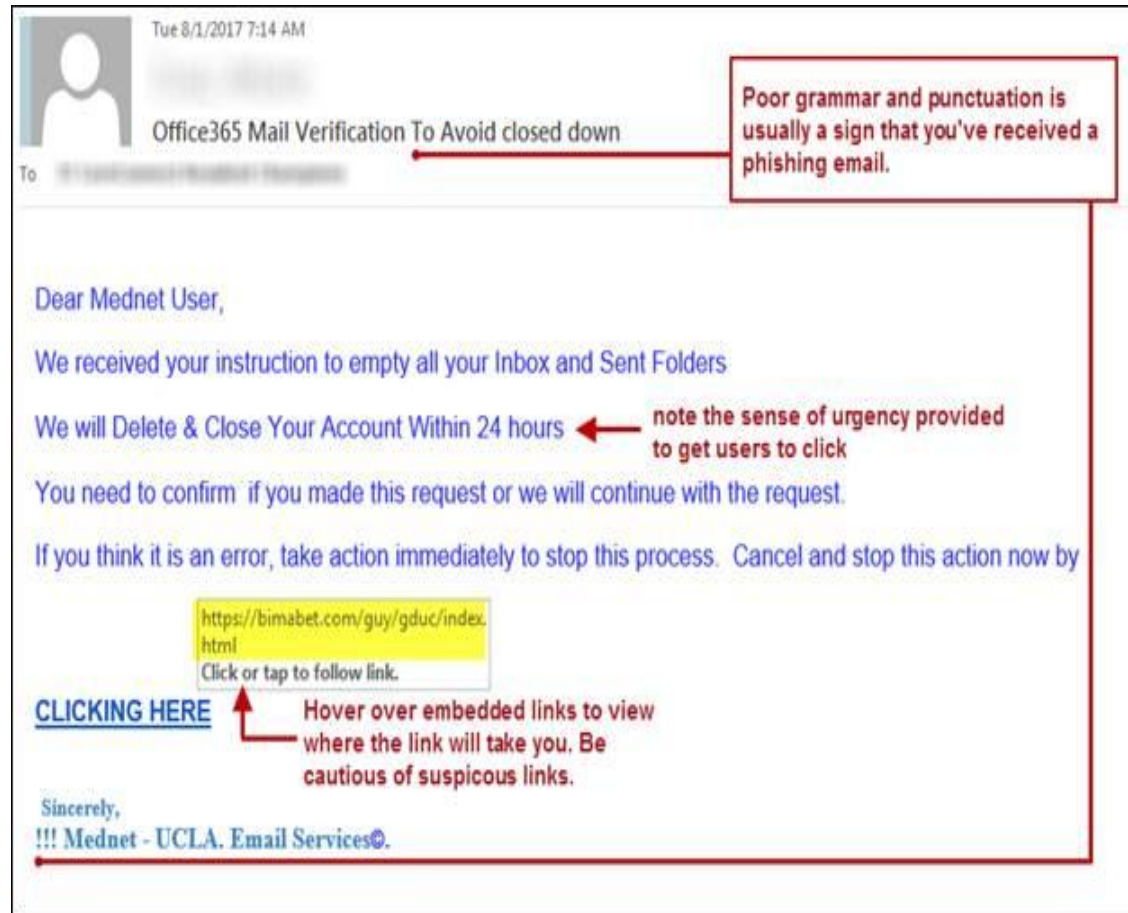 Tue 8/1/2017 7:14 AM
Office365 Mail Verification To Avoid closed down
To
Poor grammar and punctuation is
usually a sign that you've received a
phishing email.
Dear Mednet User,
We received your instruction to empty all your Inbox and Sent Folders
We will Delete & Close Your Account Within 24 hours
note the sense of urgency provided
to get users to click
You need to confirm  if you made this request or we will continue with the request.
If you think it is an error, take action immediately to stop this process.  Cancel and stop this action now by
https://bimabet.com/guy/gduc/index.
html
Click or tap to follow link.
CLICKING HERE
Hover over embedded links to view
where the link will take you. Be
cautious of suspicous links.
Sincerely,
!!! Mednet - UCLA. Email Services©.